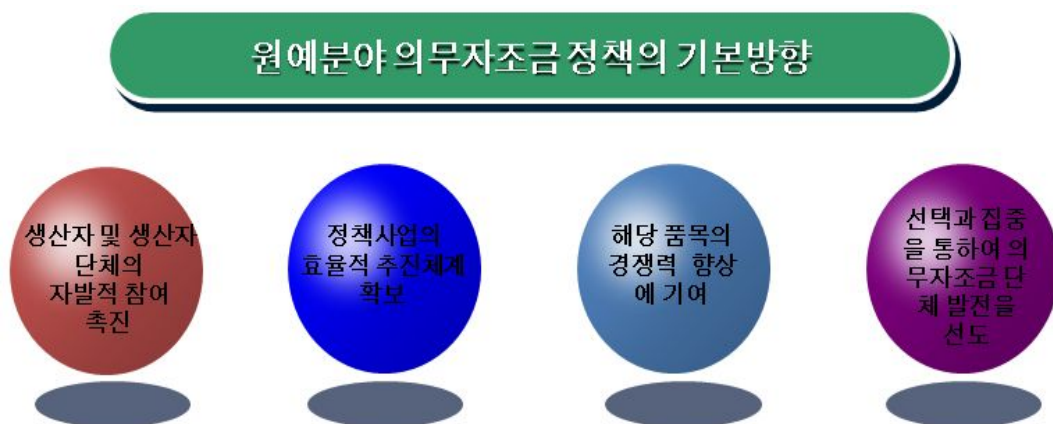 원예분야 의무자조금 정책의 기본방향
생산자 및 생산자
단체의
자발적 참여
촉진
정책사업의
효율적 추진체계
확보
해당 품목의
경쟁력 향상
에 기여
선택과 집중
을 통하여 의
무자조금 단
체 발전을
선도